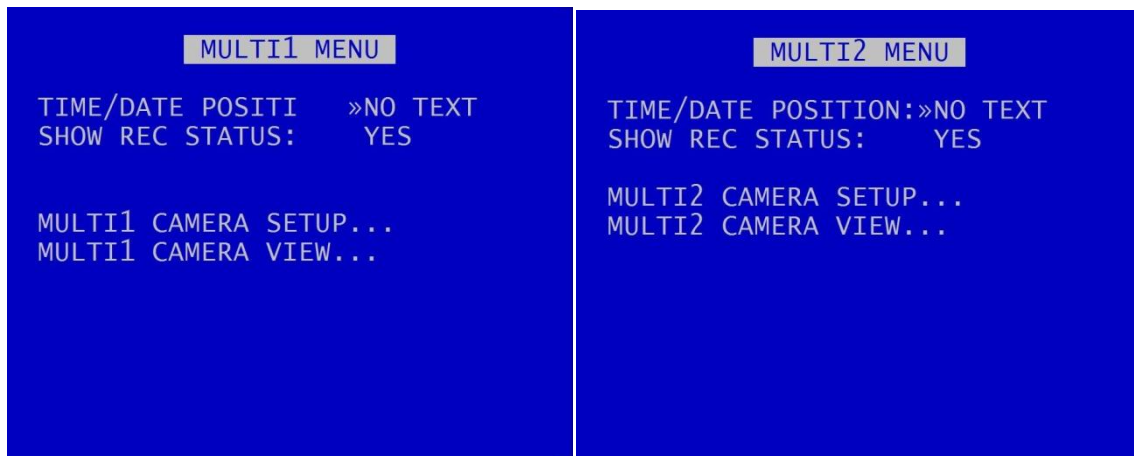 MULTI1 MENU
TIME/DATE POSITI »NO TEXT
SHOW REC STATUS: YES
MULTI1 CAMERA SETUP...
MULTI1 CAMERA VIEW...
MULTI2 MENU
TIME/DATE POSITION:»NO TEXT
SHOW REC STATUS: YES
MULTI2 CAMERA SETUP...
MULTI2 CAMERA VIEW...